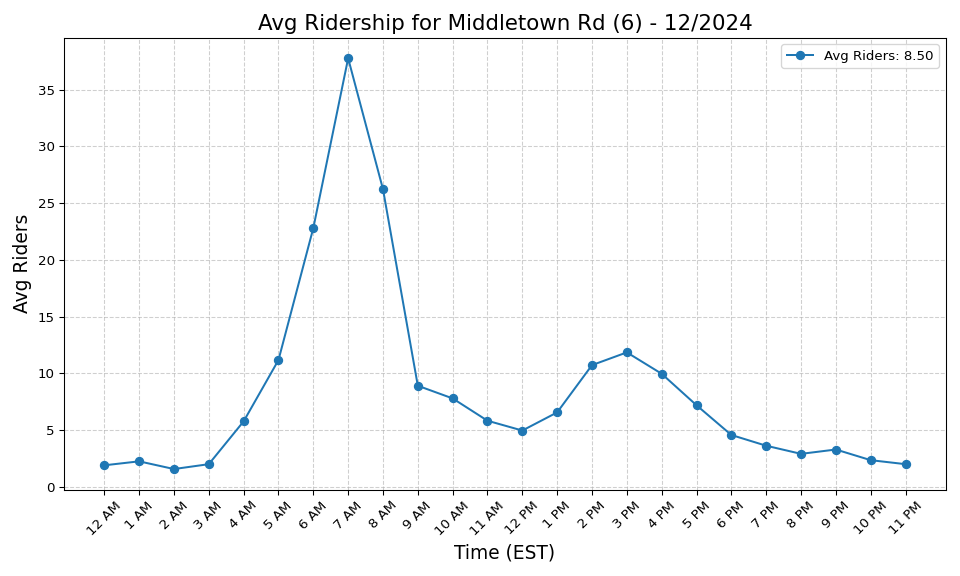 Avg Ridership for Middletown Rd (6) - 12/2024
Avg Riders: 8.50
Avg Riders
35
30
25
20
15
10
5
0
12 AM
1 AM
2 AM
3 AM
4 AM
5 AM
6 AM
7 AM
8 AM
9 AM
10 AM
11 AM
12 PM
1 PM
2 PM
3 PM
4 PM
5 PM
6 PM
7 PM
8 PM
9 PM
10 PM
11 PM
Time (EST)